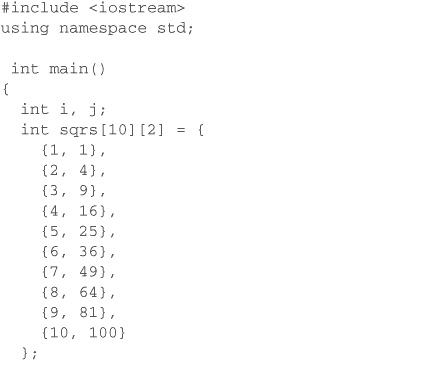 #include <iostream>
using namespace std;
int main()
{
int i, j;
int sqrs[10][2] = {
{1, 1},
{2, 4},
{3, 9},
{4, 16},
{5, 25},
{6, 36},
{7, 49},
{8, 64},
{9, 81},
{10, 100}
};